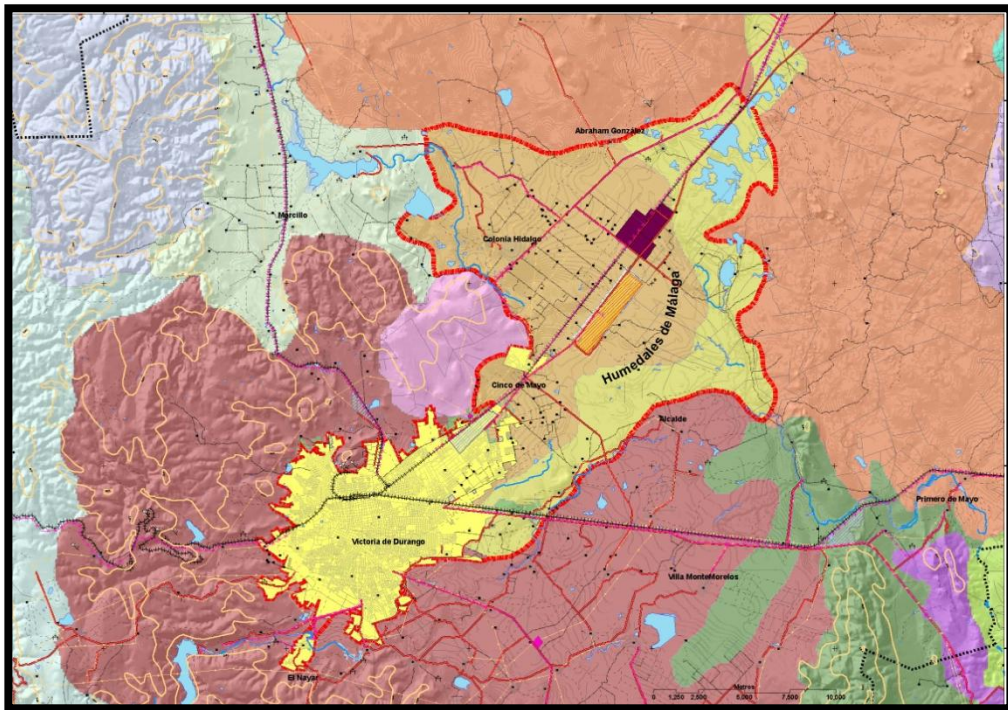 Abraham González
Morcillo
Colonia Hidalgo
Humedales de Málaga
Cinco de Mayo
Alcalde
Primero de Mayo
Victoria de Durango
Villa MonteMorelos
El Nayar
Metros
0 1,250 2,500 5,000 7,500 10,000